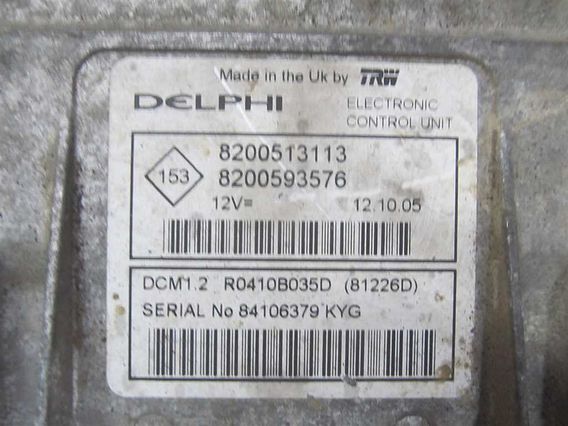 Made in the Uk by TRW
DELPHI ELECTRONIC
CONTROL UNIT
8200513113
153
8200593576
12V= 12.10.05
DCM1.2 R0410B035D (81226D)
SERIAL No 84106379 KYG